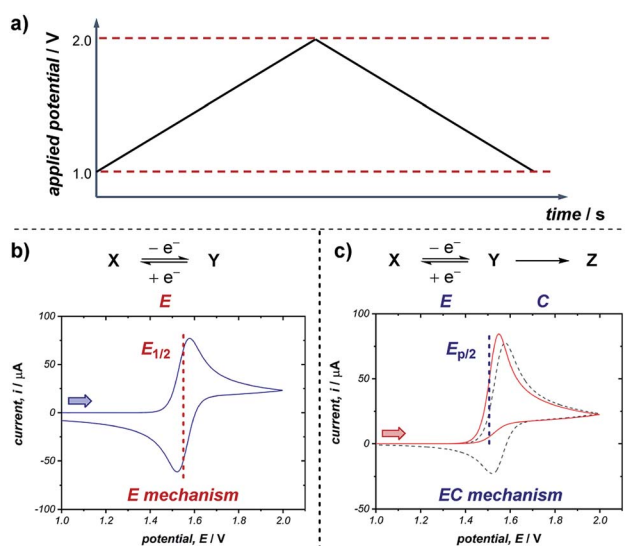 a)
applied potential / V
2.0
1.0
time / s
b)
X − e⁻ + e⁻ Y
E
100
50
0
-50
-100
current, i / µA
E1/2
E mechanism
1.0 1.2 1.4 1.6 1.8 2.0
potential, E / V
c)
X − e⁻ + e⁻ Y Z
E C
100
50
0
-50
current, i / µA
Ep/2
EC mechanism
1.0 1.2 1.4 1.6 1.8 2.0
potential, E / V